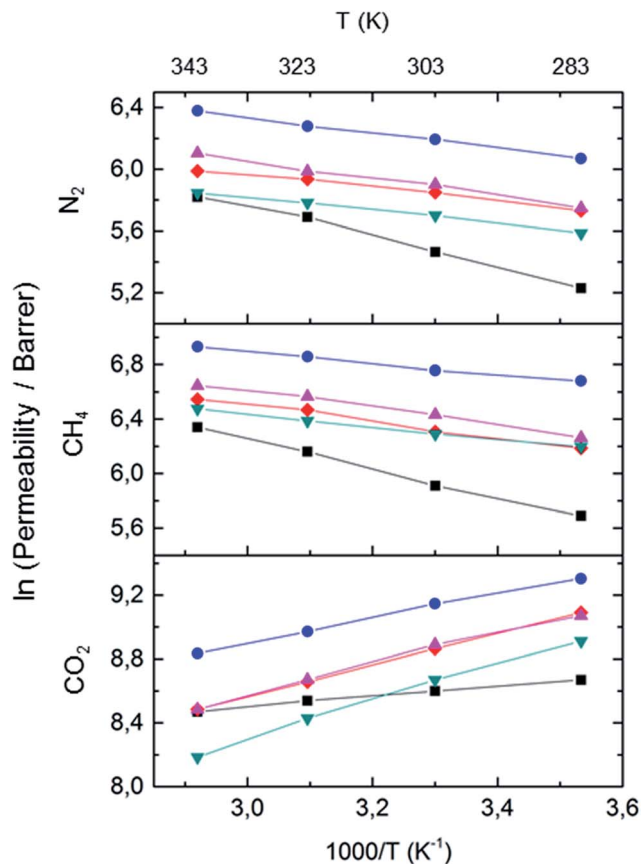 T (K)
343 323 303 283
6,4
6,0
5,6
5,2
N₂
6,8
6,4
6,0
5,6
CH₄
9,2
8,8
8,4
8,0
CO₂
ln (Permeability / Barrer)
3,0 3,2 3,4 3,6
1000/T (K⁻¹)